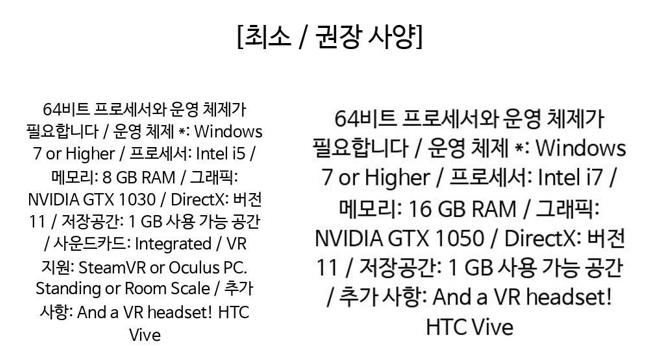 [최소 / 권장 사양]
64비트 프로세서와 운영 체제가
필요합니다 / 운영 체제 *: Windows
7 or Higher / 프로세서: Intel i5 /
메모리: 8 GB RAM / 그래픽:
NVIDIA GTX 1030 / DirectX: 버전
11 / 저장공간: 1 GB 사용 가능 공간
/ 사운드카드: Integrated / VR
지원: SteamVR or Oculus PC.
Standing or Room Scale / 추가
사항: And a VR headset! HTC
Vive
64비트 프로세서와 운영 체제가
필요합니다 / 운영 체제 *: Windows
7 or Higher / 프로세서: Intel i7 /
메모리: 16 GB RAM / 그래픽:
NVIDIA GTX 1050 / DirectX: 버전
11 / 저장공간: 1 GB 사용 가능 공간
/ 추가 사항: And a VR headset!
HTC Vive